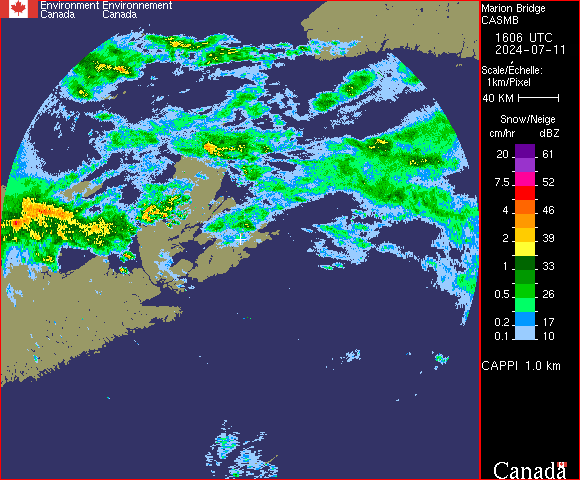 Environment Environnement
Canada Canada
Marion Bridge
CASMB
1606 UTC
2024-07-11
Scale/Échelle:
1km/Pixel
40 KM
Snow/Neige
cm/hr dBZ
20 61
7.5 52
4 46
2 39
1 33
0.5 26
0.2 17
0.1 10
CAPPI 1.0 km
Canada